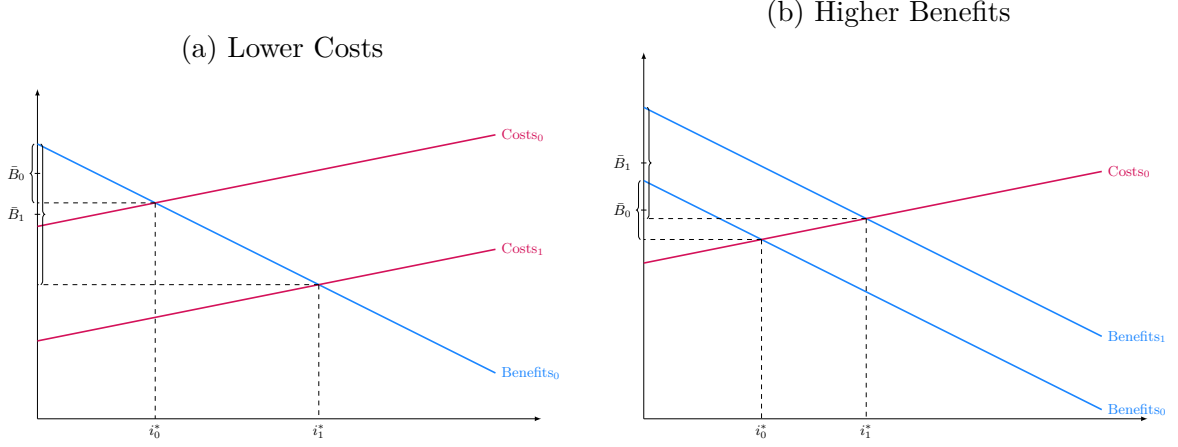 (a) Lower Costs
Costs₀
B̄₀
B̄₁
Costs₁
Benefits₀
i₀*
i₁*
(b) Higher Benefits
B̄₁
Costs₀
B̄₀
Benefits₁
Benefits₀
i₀*
i₁*